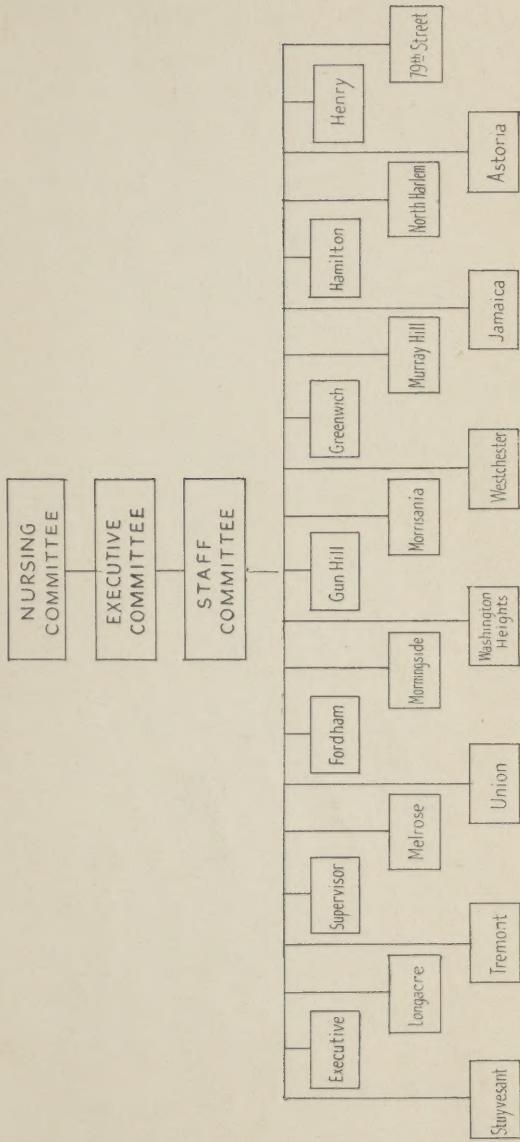 NURSING
COMMITTEE
EXECUTIVE
COMMITTEE
STAFF
COMMITTEE
Executive
Supervisor
Fordham
Gun Hill
Greenwich
Hamilton
Henry
Longacre
Melrose
Morningside
Morrisania
Murray Hill
North Harlem
79th Street
Stuyvesant
Tremont
Union
Washington
Heights
Westchester
Jamaica
Astoria